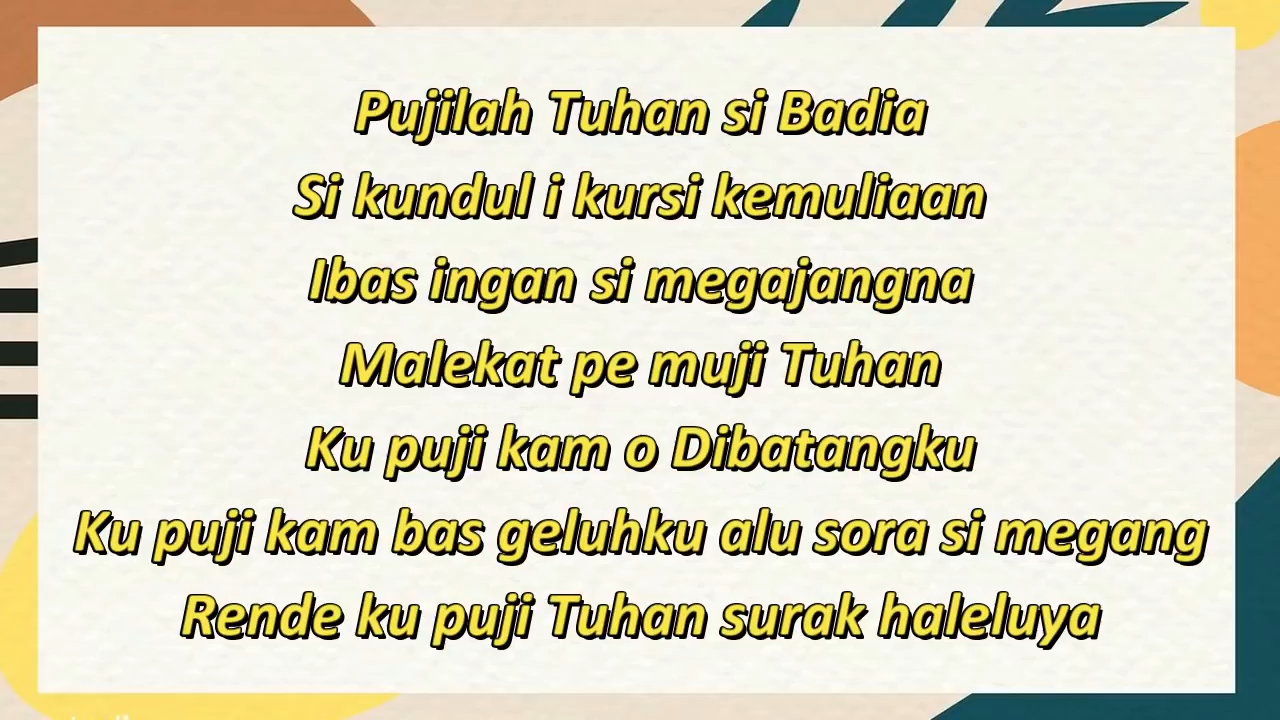 Pujilah Tuhan si Badia
Si kundul i kursi kemuliaan
Ibas ingan si megajangna
Malekat pe muji Tuhan
Ku puji kam o Dibatangku
Ku puji kam bas geluhku alu sora si megang
Rende ku puji Tuhan surak haleluya